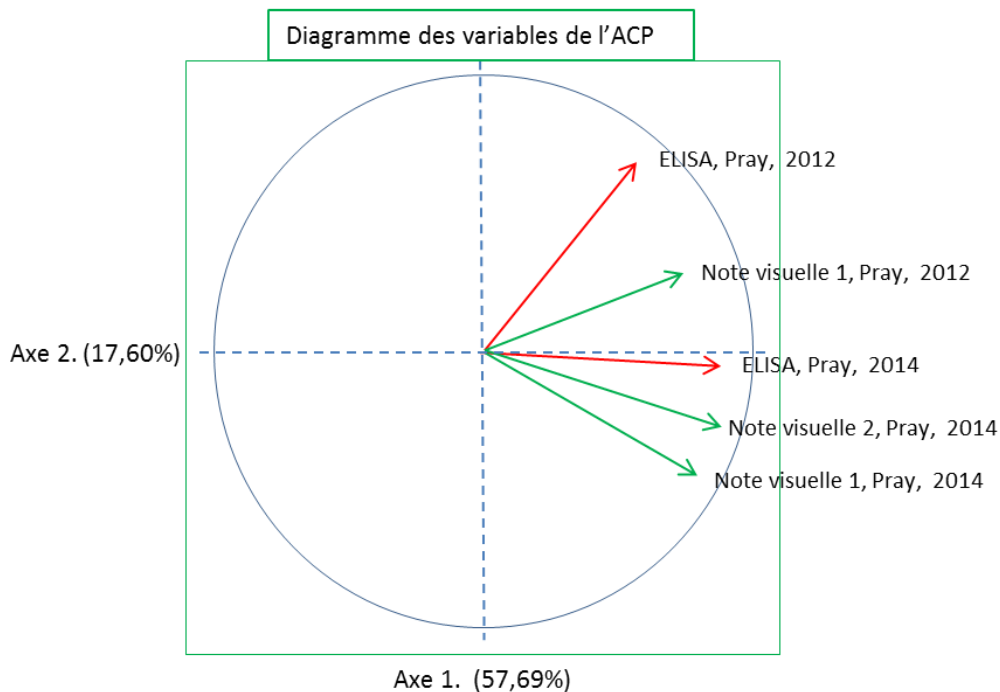 Diagramme des variables de l’ACP
ELISA, Pray, 2012
Note visuelle 1, Pray, 2012
Axe 2. (17,60%)
ELISA, Pray, 2014
Note visuelle 2, Pray, 2014
Note visuelle 1, Pray, 2014
Axe 1. (57,69%)